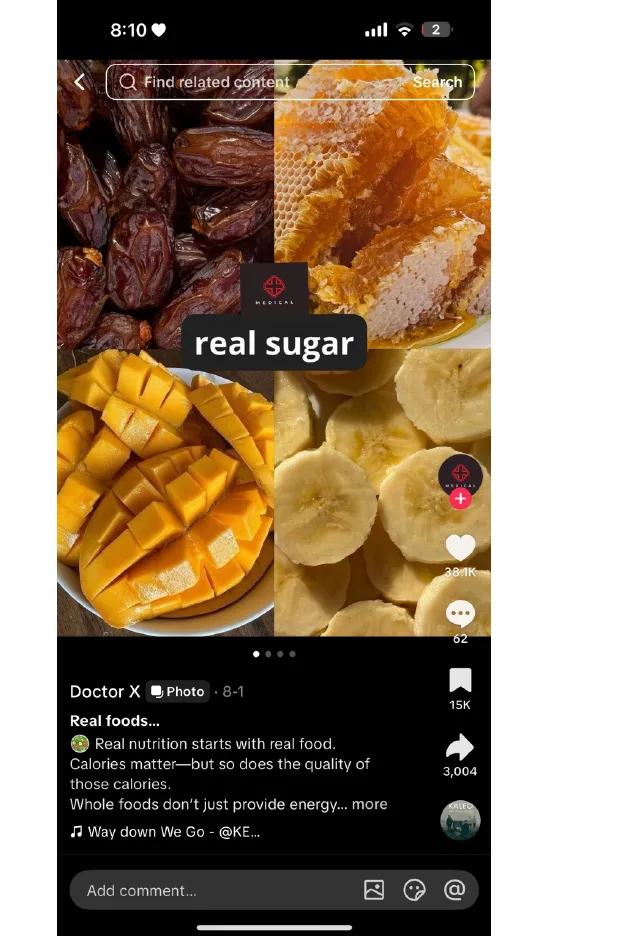 8:10
2
Find related content Search
MEDICAL
real sugar
MEDICAL
38.1K
62
Doctor X Photo · 8-1
15K
Real foods...
Real nutrition starts with real food.
Calories matter—but so does the quality of
those calories.
3,004
Whole foods don't just provide energy... more
KALEO
Way down We Go - @KE...
Add comment...